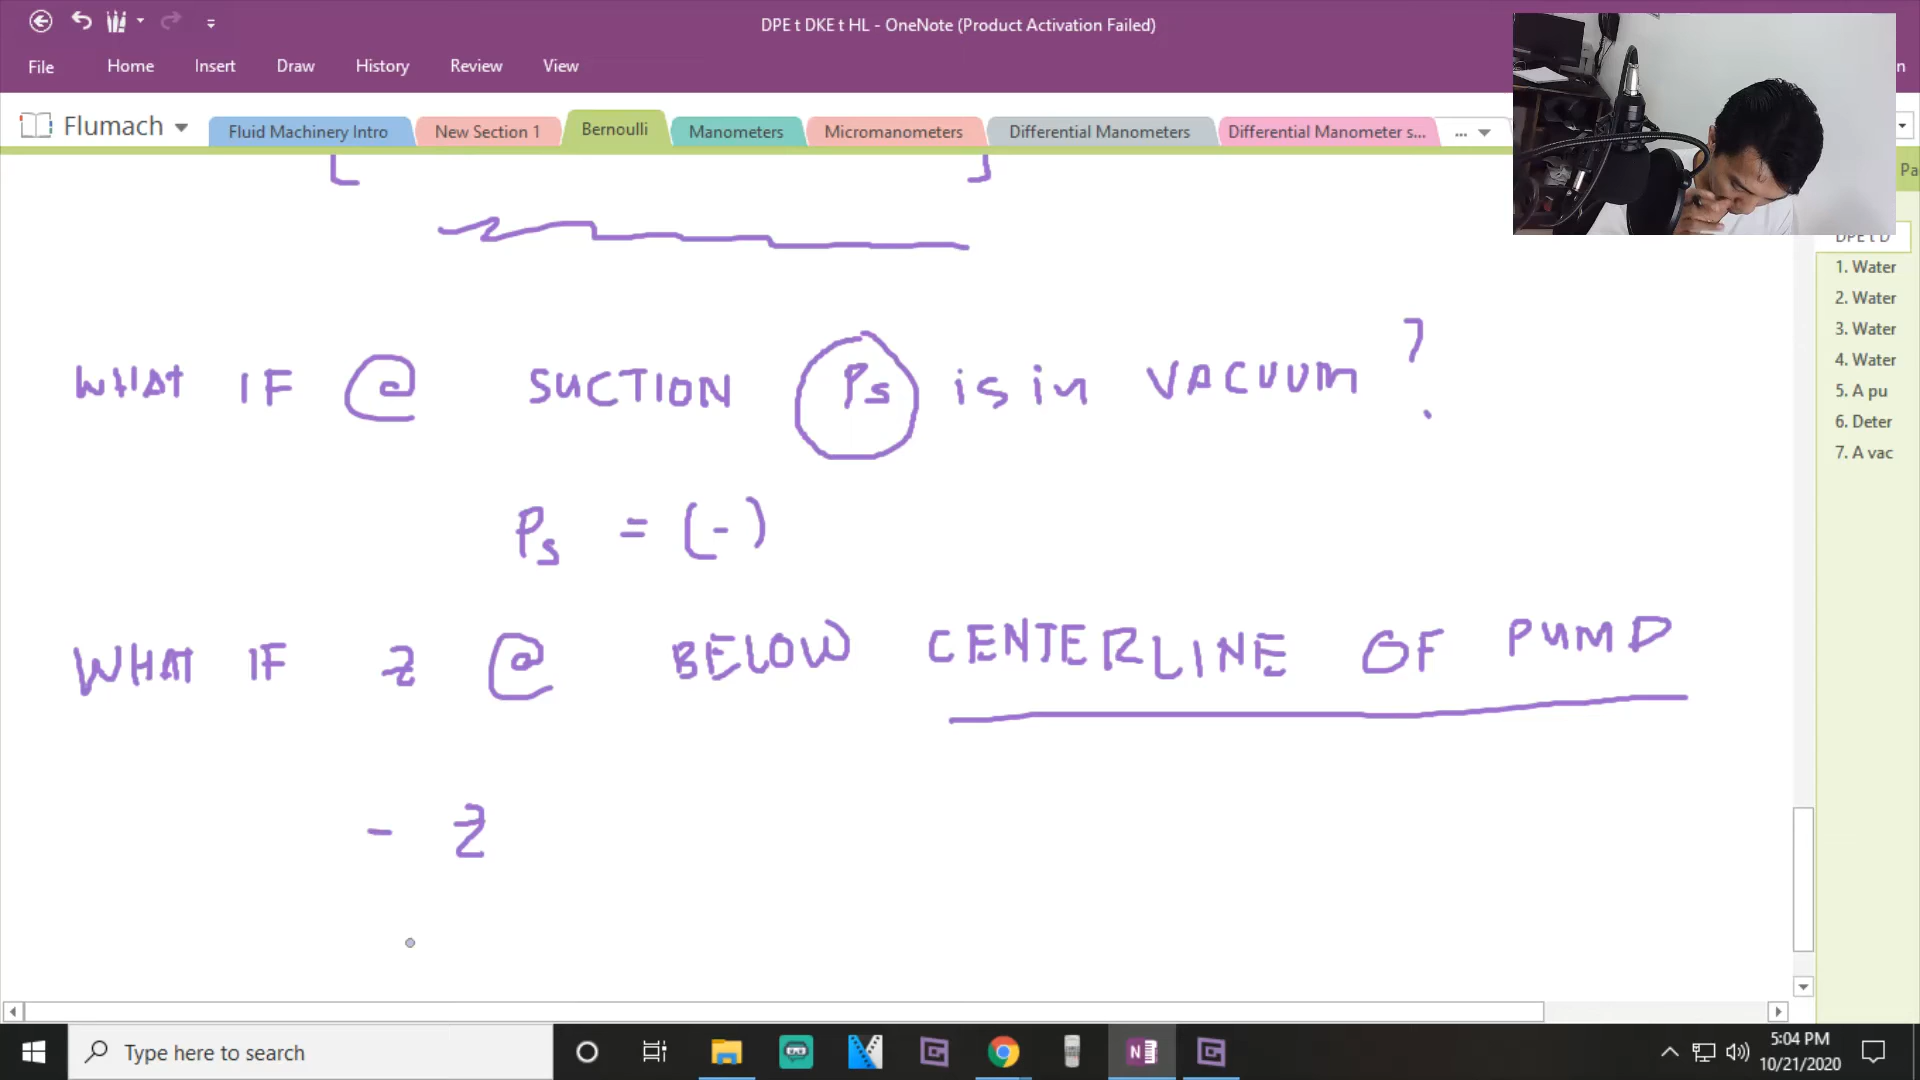 DPE t DKE t HL - OneNote (Product Activation Failed)
File Home Insert Draw History Review View
Flumach Fluid Machinery Intro New Section 1 Bernoulli Manometers Micromanometers Differential Manometers Differential Manometer s... ...
Pa
DPE t D
1. Water
2. Water
3. Water
4. Water
5. A pu
6. Deter
7. A vac
WHAT IF @ SUCTION Ps is in VACUUM ?
Ps = (-)
WHAT IF z @ BELOW CENTERLINE OF PUMP
- z
Type here to search
5:04 PM
10/21/2020